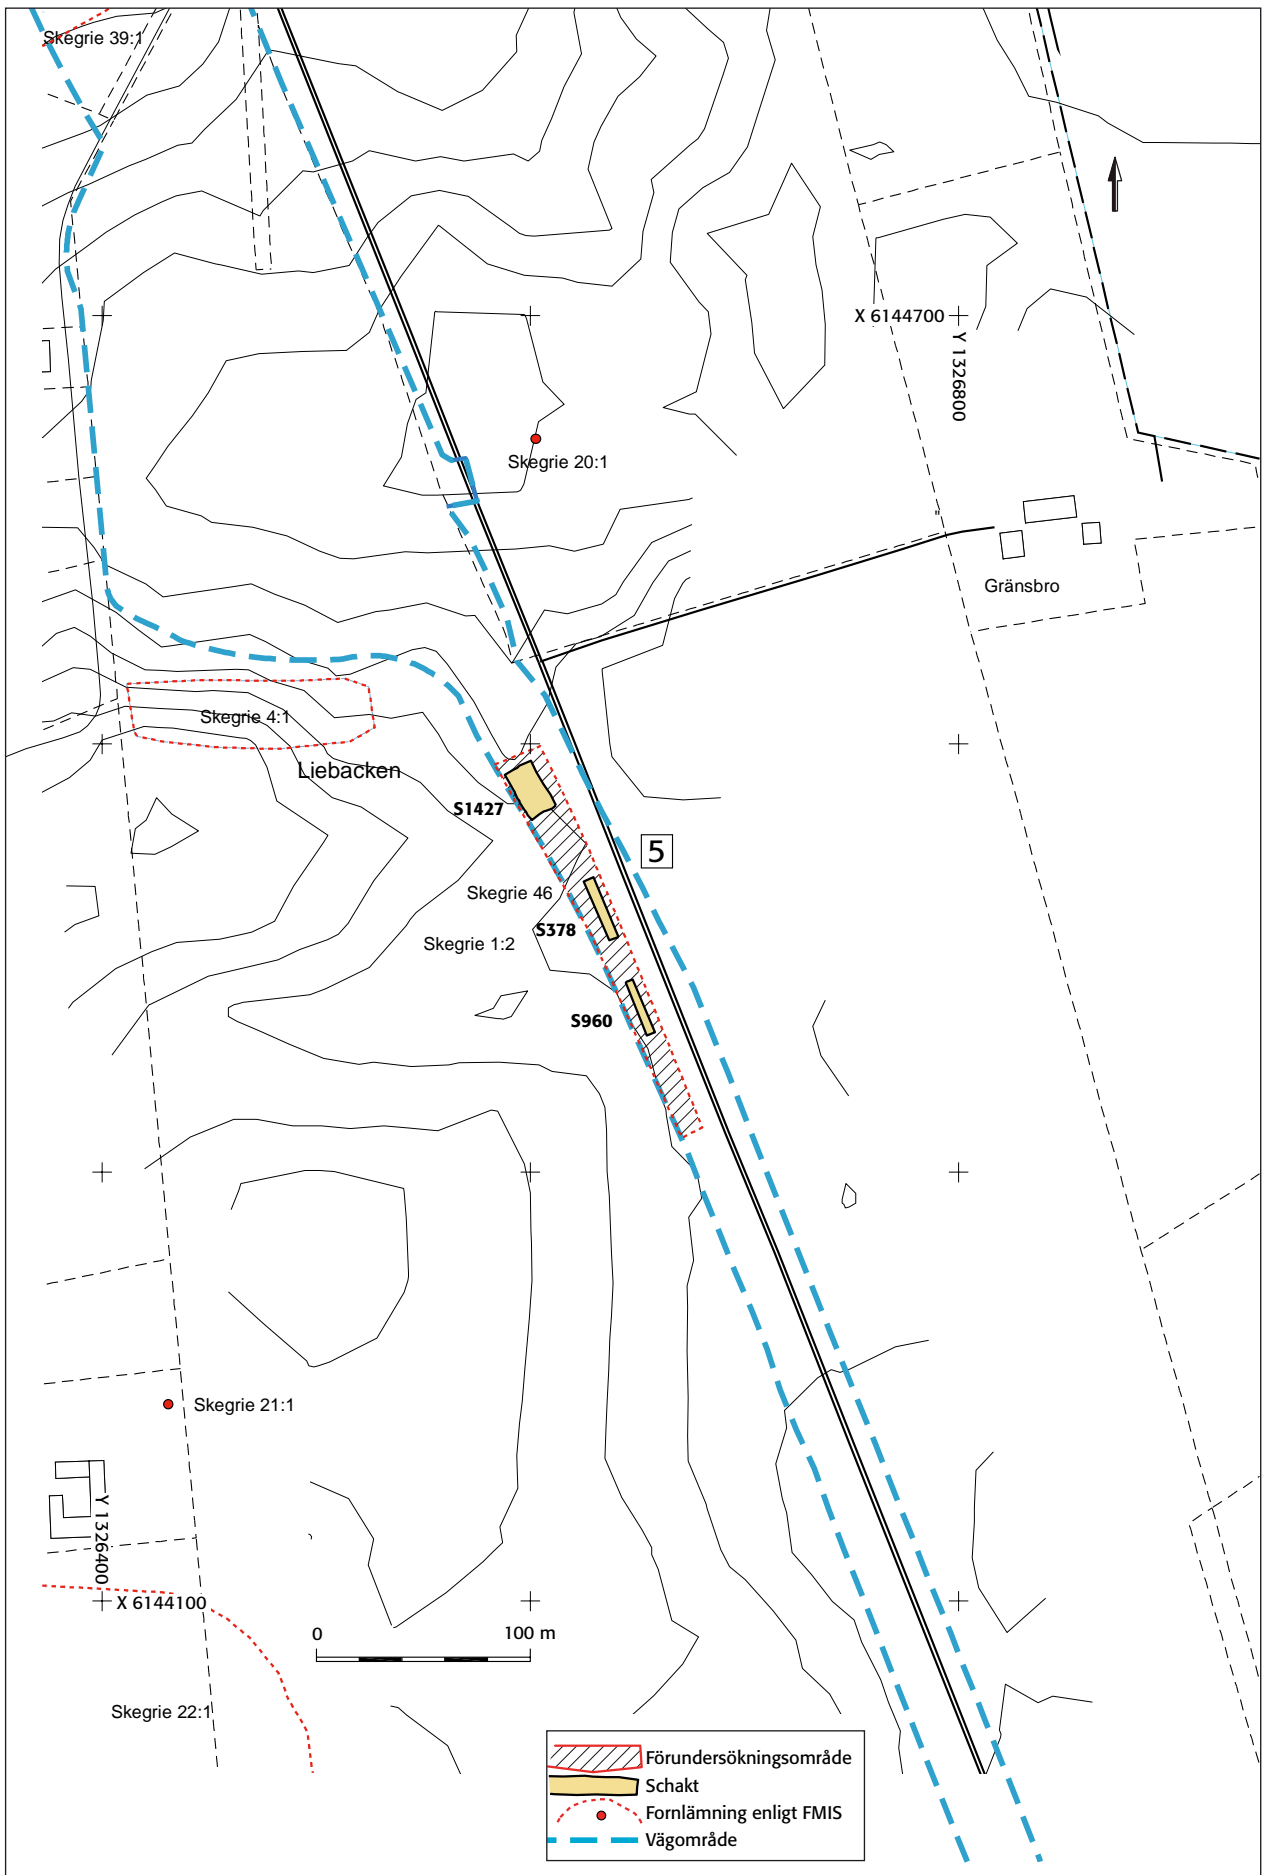 Skegrie 39:1
X 6144700
Y 1326800
Skegrie 20:1
Gränsbro
Skegrie 4:1
Liebacken
S1427
5
Skegrie 46
S378
Skegrie 1:2
S960
Skegrie 21:1
Y 1326400
X 6144100
0 100 m
Skegrie 22:1
Förundersökningsområde
Schakt
Fornlämning enligt FMIS
Vägområde